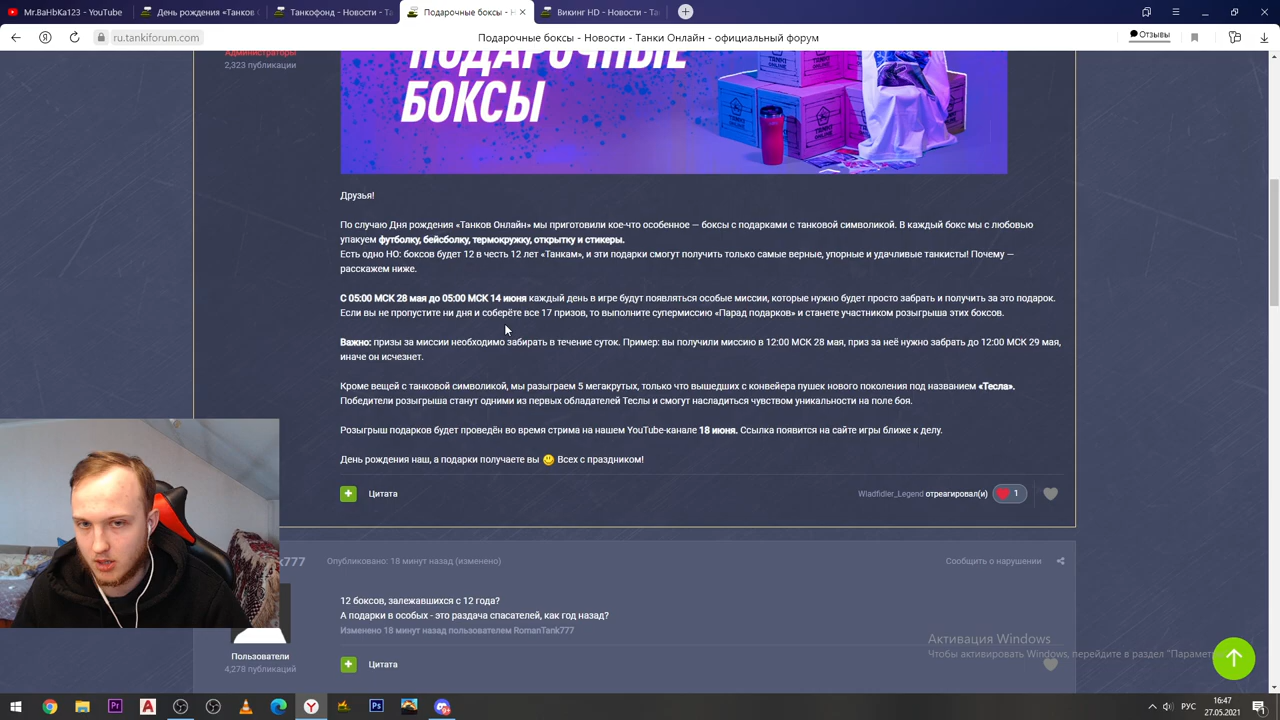 Mr.BaHbKa123 - YouTube
День рождения «Танков
Танкофонд - Новости - Т
Подарочные боксы - Н
Викинг HD - Новости - Та
ru.tankiforum.com
Подарочные боксы - Новости - Танки Онлайн - официальный форум
Отзывы
Администраторы
2,323 публикации
ПОДАРОЧНЫЕ
БОКСЫ
Друзья!
По случаю Дня рождения «Танков Онлайн» мы приготовили кое-что особенное — боксы с подарками с танковой символикой. В каждый бокс мы с любовью
упакуем футболку, бейсболку, термокружку, открытку и стикеры.
Есть одно НО: боксов будет 12 в честь 12 лет «Танкам», и эти подарки смогут получить только самые верные, упорные и удачливые танкисты! Почему —
расскажем ниже.
С 05:00 МСК 28 мая до 05:00 МСК 14 июня каждый день в игре будут появляться особые миссии, которые нужно будет просто забрать и получить за это подарок.
Если вы не пропустите ни дня и соберёте все 17 призов, то выполните супермиссию «Парад подарков» и станете участником розыгрыша этих боксов.
Важно: призы за миссии необходимо забирать в течение суток. Пример: вы получили миссию в 12:00 МСК 28 мая, приз за неё нужно забрать до 12:00 МСК 29 мая,
иначе он исчезнет.
Кроме вещей с танковой символикой, мы разыграем 5 мегакрутых, только что вышедших с конвейера пушек нового поколения под названием «Тесла».
Победители розыгрыша станут одними из первых обладателей Теслы и смогут насладиться чувством уникальности на поле боя.
Розыгрыш подарков будет проведён во время стрима на нашем YouTube-канале 18 июня. Ссылка появится на сайте игры ближе к делу.
День рождения наш, а подарки получаете вы Всех с праздником!
Цитата
Wladfidler_Legend отреагировал(и) 1
k777
Опубликовано: 18 минут назад (изменено)
Сообщить о нарушении
12 боксов, залежавшихся с 12 года?
А подарки в особых - это раздача спасателей, как год назад?
Изменено 18 минут назад пользователем RomanTank777
Пользователи
4,278 публикаций
Цитата
Активация Windows
Чтобы активировать Windows, перейдите в раздел "Парамет
РУС
16:47
27.05.2021